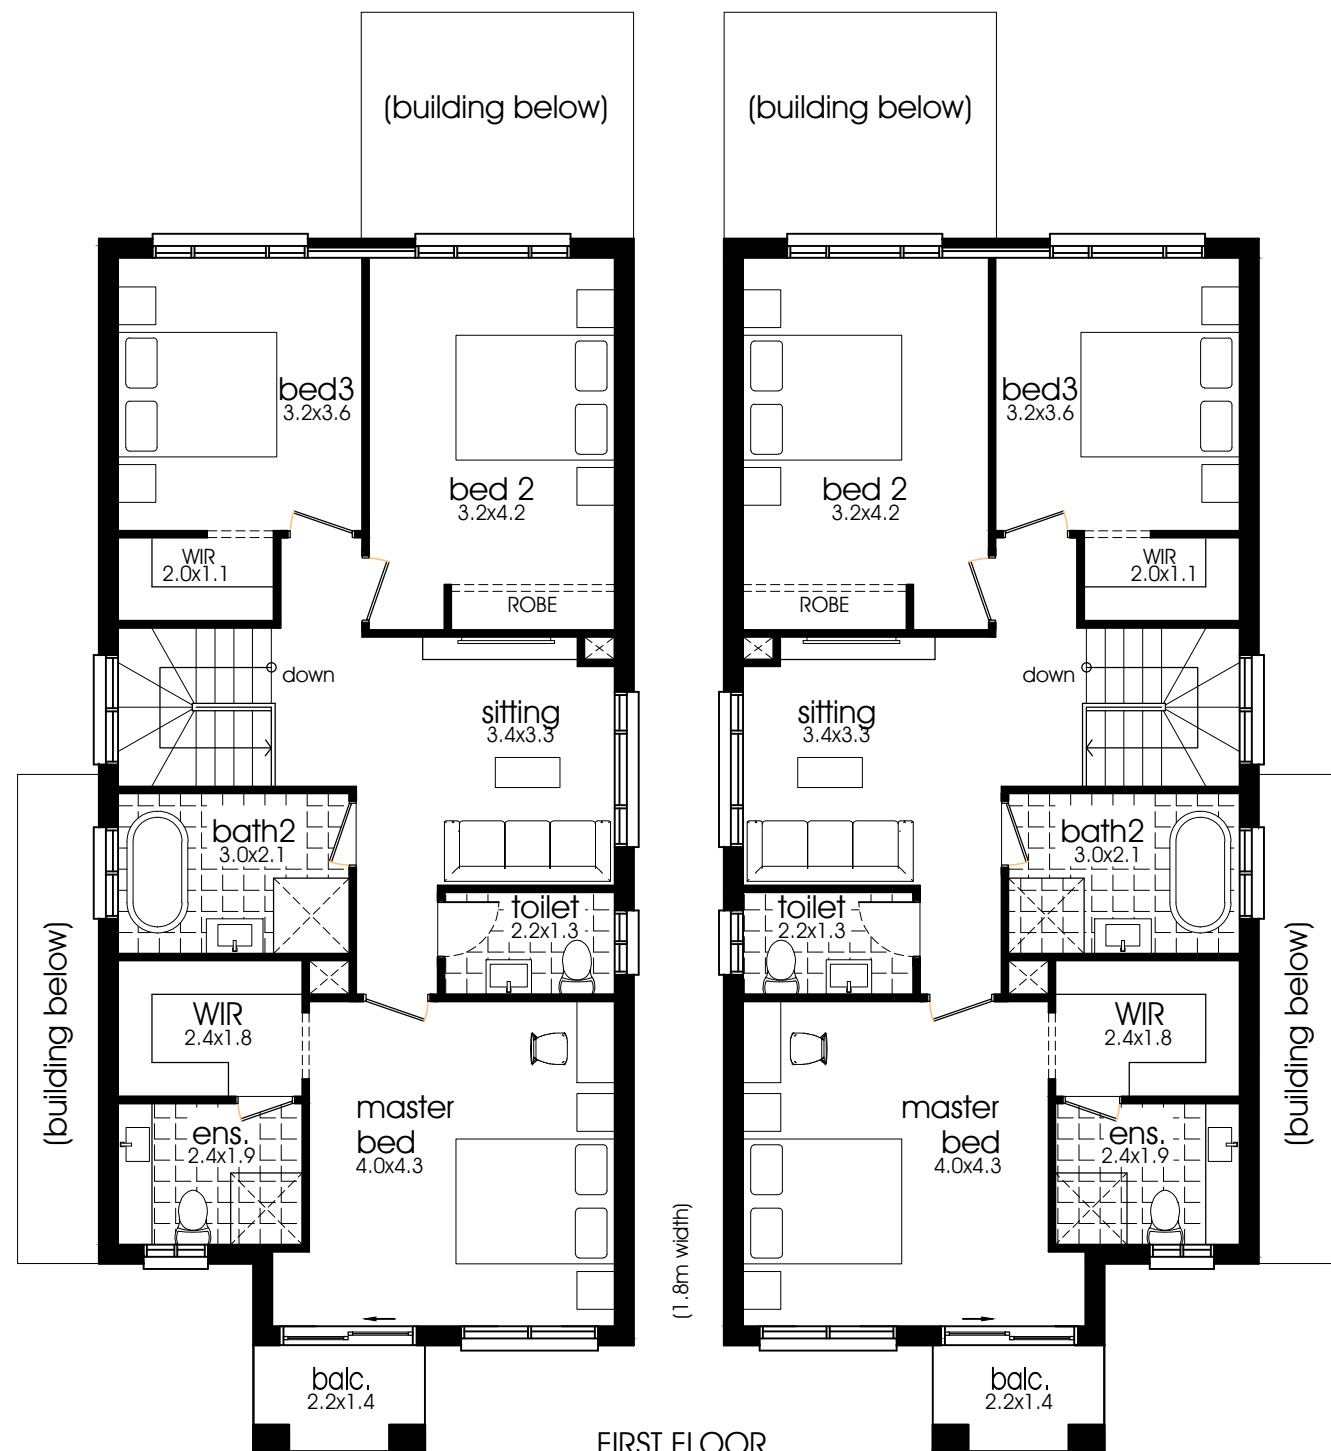 (building below)
(building below)
bed3
3.2x3.6
bed 2
3.2x4.2
WIR
2.0x1.1
ROBE
down
sitting
3.4x3.3
bath2
3.0x2.1
toilet
2.2x1.3
(building below)
WIR
2.4x1.8
master
bed
4.0x4.3
ens.
2.4x1.9
balc.
2.2x1.4
(1.8m width)
bed 2
3.2x4.2
bed3
3.2x3.6
ROBE
WIR
2.0x1.1
sitting
3.4x3.3
down
toilet
2.2x1.3
bath2
3.0x2.1
WIR
2.4x1.8
master
bed
4.0x4.3
ens.
2.4x1.9
(building below)
balc.
2.2x1.4
FIRST FLOOR